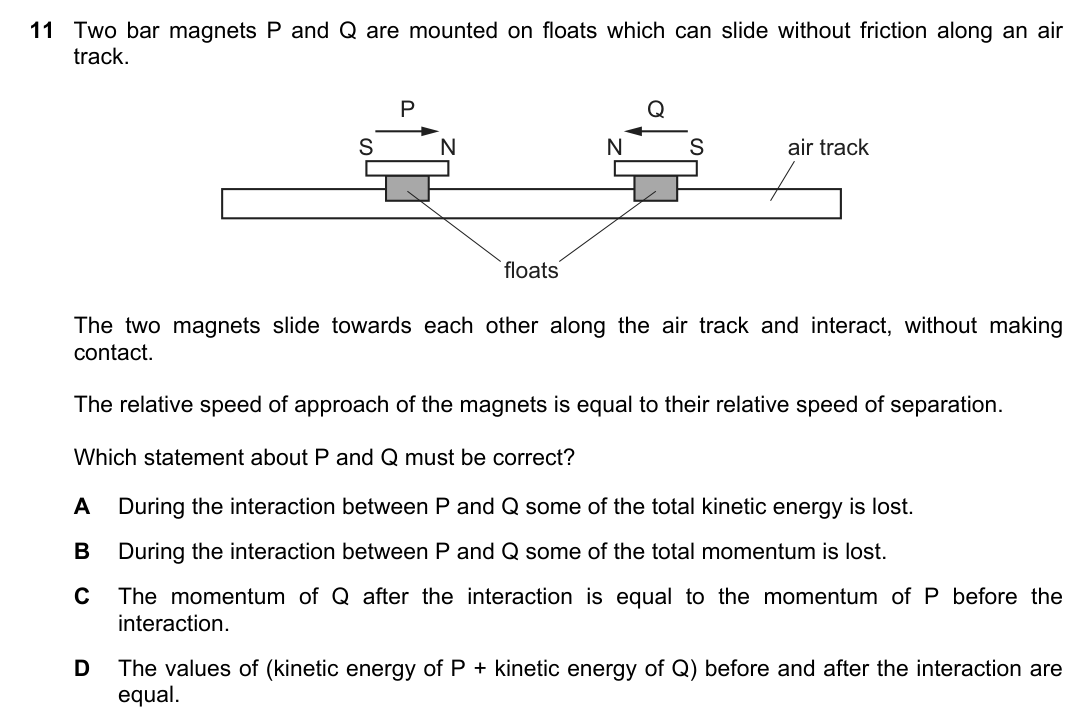 11 Two bar magnets P and Q are mounted on floats which can slide without friction along an air
track.
P
Q
S
N
N
S
air track
floats
The two magnets slide towards each other along the air track and interact, without making
contact.
The relative speed of approach of the magnets is equal to their relative speed of separation.
Which statement about P and Q must be correct?
A During the interaction between P and Q some of the total kinetic energy is lost.
B During the interaction between P and Q some of the total momentum is lost.
C The momentum of Q after the interaction is equal to the momentum of P before the
interaction.
D The values of (kinetic energy of P + kinetic energy of Q) before and after the interaction are
equal.